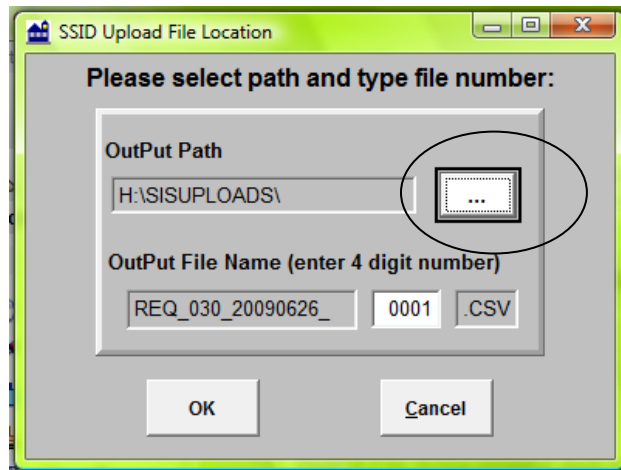 SSID Upload File Location
Please select path and type file number:
OutPut Path
H:\SISUPLOADS\ ...
OutPut File Name (enter 4 digit number)
REQ_030_20090626_ 0001 .CSV
OK Cancel